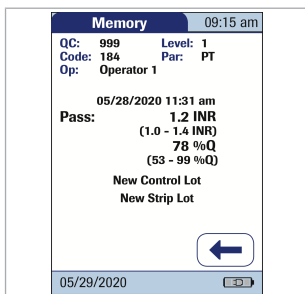 Memory 09:15 am
QC: 999 Level: 1
Code: 184 Par: PT
Op: Operator 1
05/28/2020 11:31 am
Pass: 1.2 INR
(1.0 - 1.4 INR)
78 %Q
(53 - 99 %Q)
New Control Lot
New Strip Lot
05/29/2020